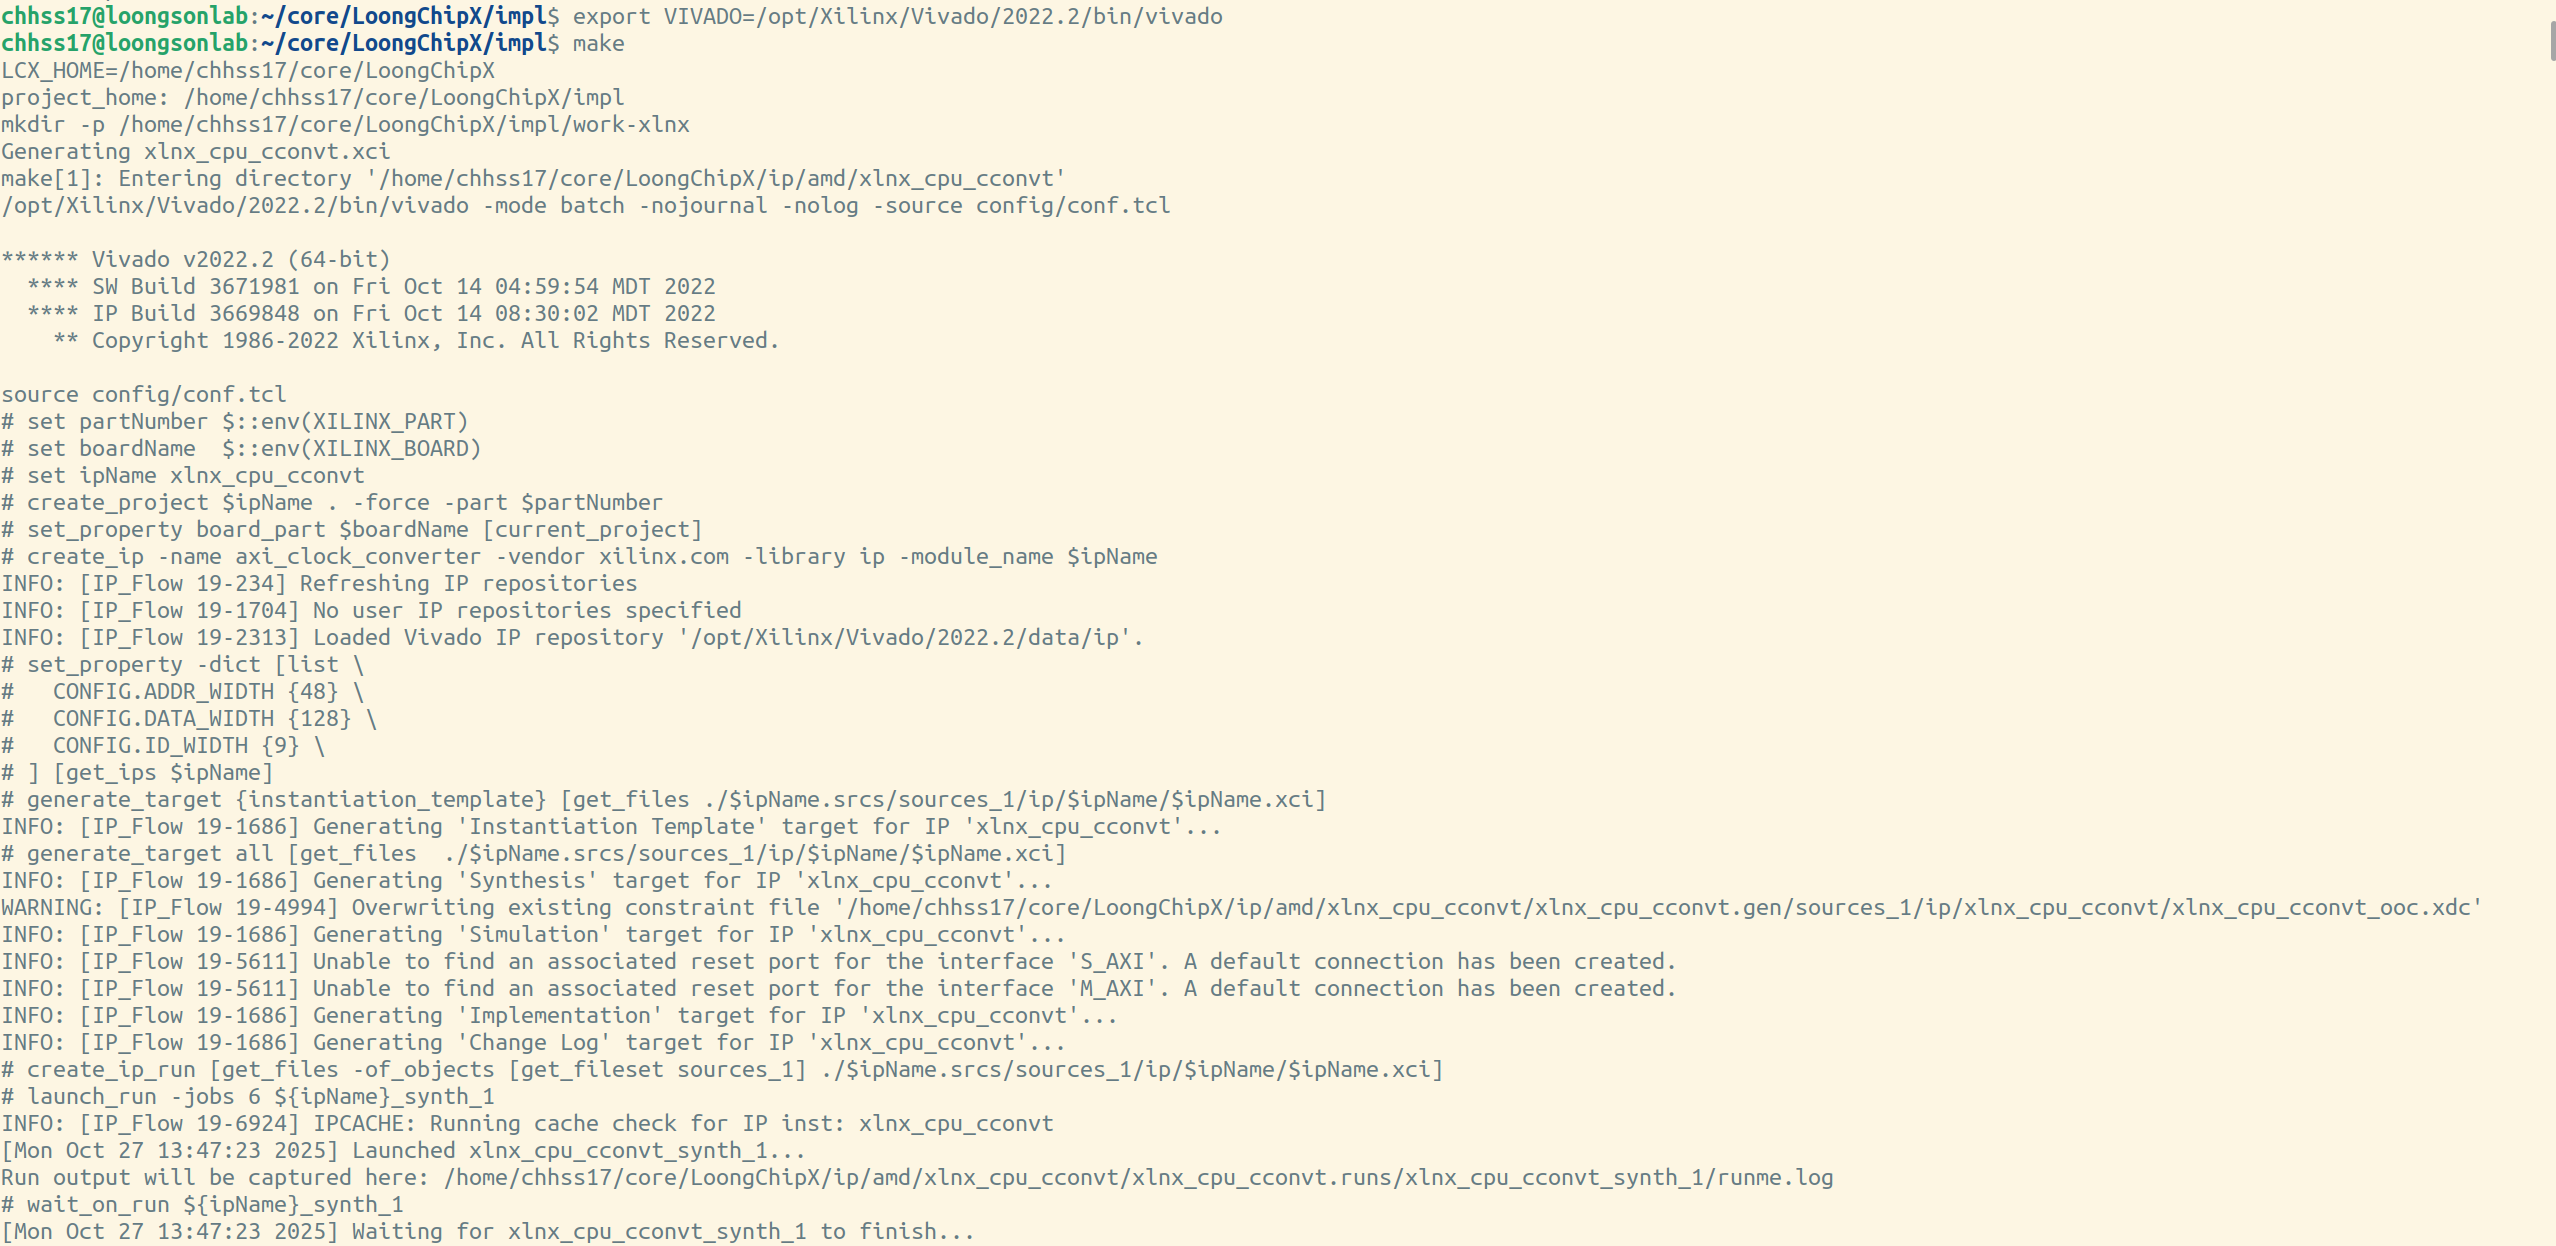 chhss17@loongsonlab:~/core/LoongChipX/impl$ export VIVADO=/opt/Xilinx/Vivado/2022.2/bin/vivado
chhss17@loongsonlab:~/core/LoongChipX/impl$ make
LCX_HOME=/home/chhss17/core/LoongChipX
project_home: /home/chhss17/core/LoongChipX/impl
mkdir -p /home/chhss17/core/LoongChipX/impl/work-xlnx
Generating xlnx_cpu_cconvt.xci
make[1]: Entering directory '/home/chhss17/core/LoongChipX/ip/amd/xlnx_cpu_cconvt'
/opt/Xilinx/Vivado/2022.2/bin/vivado -mode batch -nojournal -nolog -source config/conf.tcl

****** Vivado v2022.2 (64-bit)
  **** SW Build 3671981 on Fri Oct 14 04:59:54 MDT 2022
  **** IP Build 3669848 on Fri Oct 14 08:30:02 MDT 2022
    ** Copyright 1986-2022 Xilinx, Inc. All Rights Reserved.

source config/conf.tcl
# set partNumber $::env(XILINX_PART)
# set boardName  $::env(XILINX_BOARD)
# set ipName xlnx_cpu_cconvt
# create_project $ipName . -force -part $partNumber
# set_property board_part $boardName [current_project]
# create_ip -name axi_clock_converter -vendor xilinx.com -library ip -module_name $ipName
INFO: [IP_Flow 19-234] Refreshing IP repositories
INFO: [IP_Flow 19-1704] No user IP repositories specified
INFO: [IP_Flow 19-2313] Loaded Vivado IP repository '/opt/Xilinx/Vivado/2022.2/data/ip'.
# set_property -dict [list \
#   CONFIG.ADDR_WIDTH {48} \
#   CONFIG.DATA_WIDTH {128} \
#   CONFIG.ID_WIDTH {9} \
# ] [get_ips $ipName]
# generate_target {instantiation_template} [get_files ./$ipName.srcs/sources_1/ip/$ipName/$ipName.xci]
INFO: [IP_Flow 19-1686] Generating 'Instantiation Template' target for IP 'xlnx_cpu_cconvt'...
# generate_target all [get_files  ./$ipName.srcs/sources_1/ip/$ipName/$ipName.xci]
INFO: [IP_Flow 19-1686] Generating 'Synthesis' target for IP 'xlnx_cpu_cconvt'...
WARNING: [IP_Flow 19-4994] Overwriting existing constraint file '/home/chhss17/core/LoongChipX/ip/amd/xlnx_cpu_cconvt/xlnx_cpu_cconvt.gen/sources_1/ip/xlnx_cpu_cconvt/xlnx_cpu_cconvt_ooc.xdc'
INFO: [IP_Flow 19-1686] Generating 'Simulation' target for IP 'xlnx_cpu_cconvt'...
INFO: [IP_Flow 19-5611] Unable to find an associated reset port for the interface 'S_AXI'. A default connection has been created.
INFO: [IP_Flow 19-5611] Unable to find an associated reset port for the interface 'M_AXI'. A default connection has been created.
INFO: [IP_Flow 19-1686] Generating 'Implementation' target for IP 'xlnx_cpu_cconvt'...
INFO: [IP_Flow 19-1686] Generating 'Change Log' target for IP 'xlnx_cpu_cconvt'...
# create_ip_run [get_files -of_objects [get_fileset sources_1] ./$ipName.srcs/sources_1/ip/$ipName/$ipName.xci]
# launch_run -jobs 6 ${ipName}_synth_1
INFO: [IP_Flow 19-6924] IPCACHE: Running cache check for IP inst: xlnx_cpu_cconvt
[Mon Oct 27 13:47:23 2025] Launched xlnx_cpu_cconvt_synth_1...
Run output will be captured here: /home/chhss17/core/LoongChipX/ip/amd/xlnx_cpu_cconvt/xlnx_cpu_cconvt.runs/xlnx_cpu_cconvt_synth_1/runme.log
# wait_on_run ${ipName}_synth_1
[Mon Oct 27 13:47:23 2025] Waiting for xlnx_cpu_cconvt_synth_1 to finish...